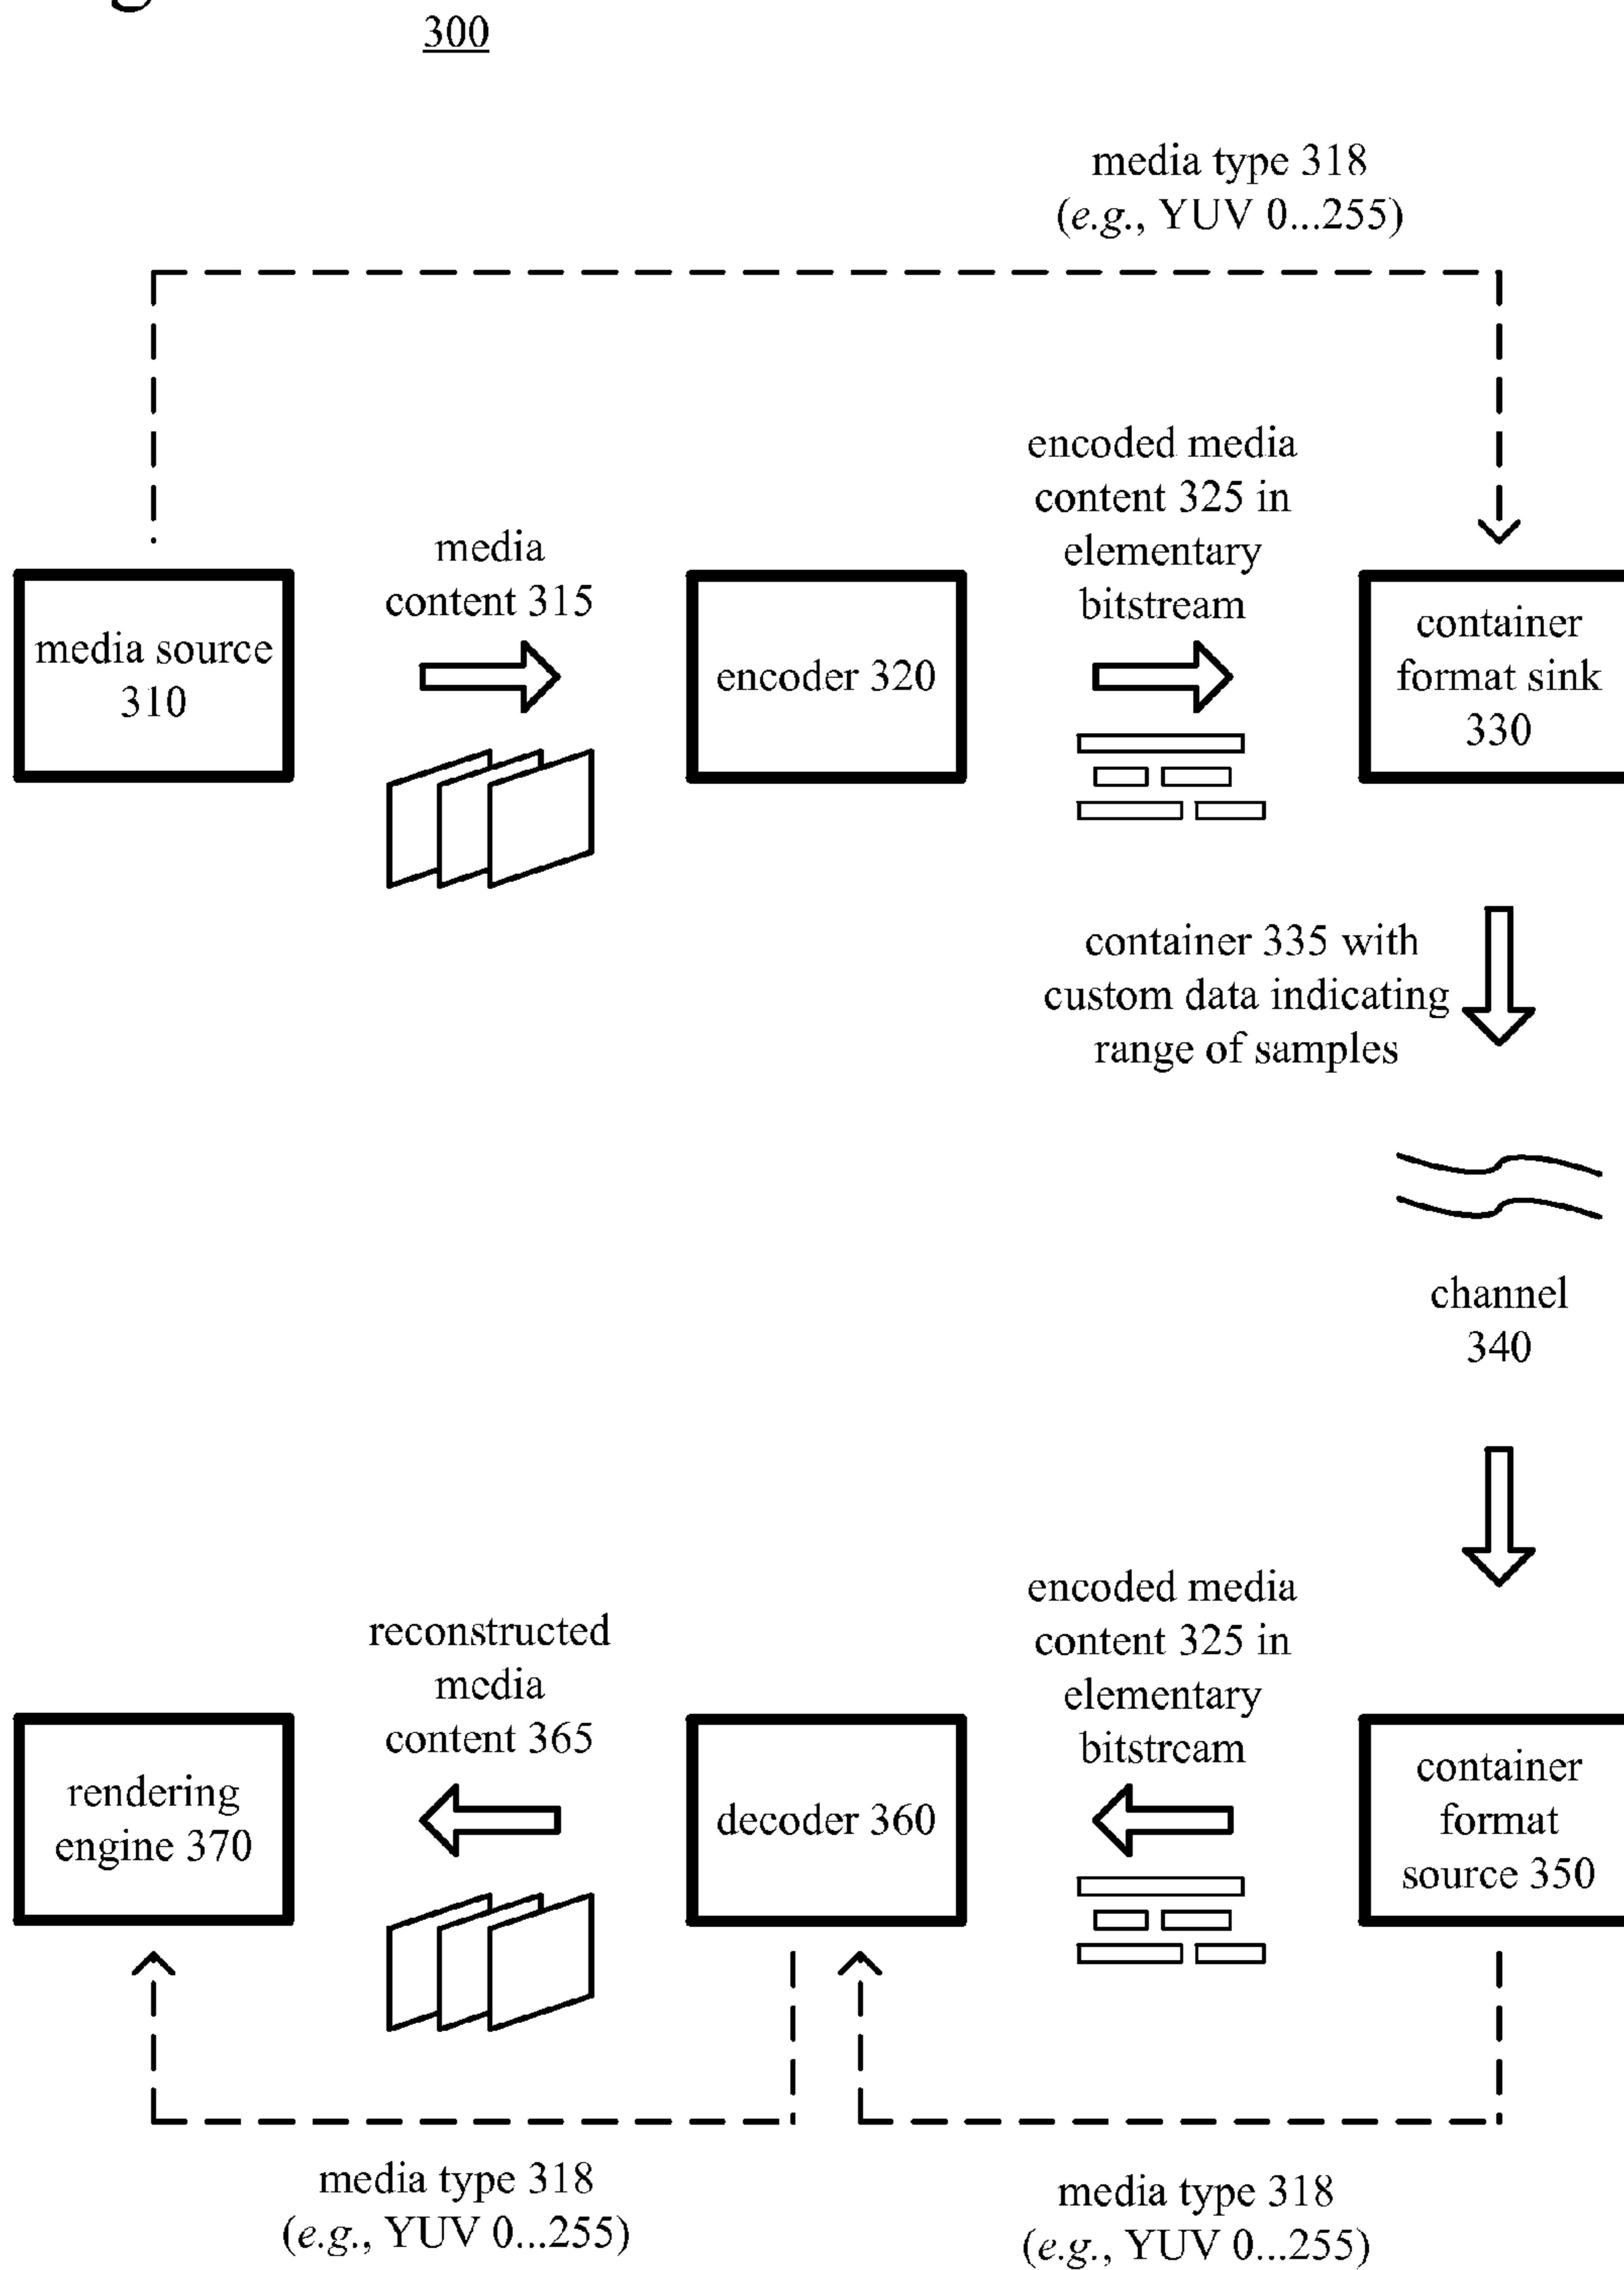 300
media type 318
(e.g., YUV 0...255)
media source
310
media
content 315
encoder 320
encoded media
content 325 in
elementary
bitstream
container
format sink
330
container 335 with
custom data indicating
range of samples
channel
340
rendering
engine 370
reconstructed
media
content 365
decoder 360
encoded media
content 325 in
elementary
bitstream
container
format
source 350
media type 318
(e.g., YUV 0...255)
media type 318
(e.g., YUV 0...255)